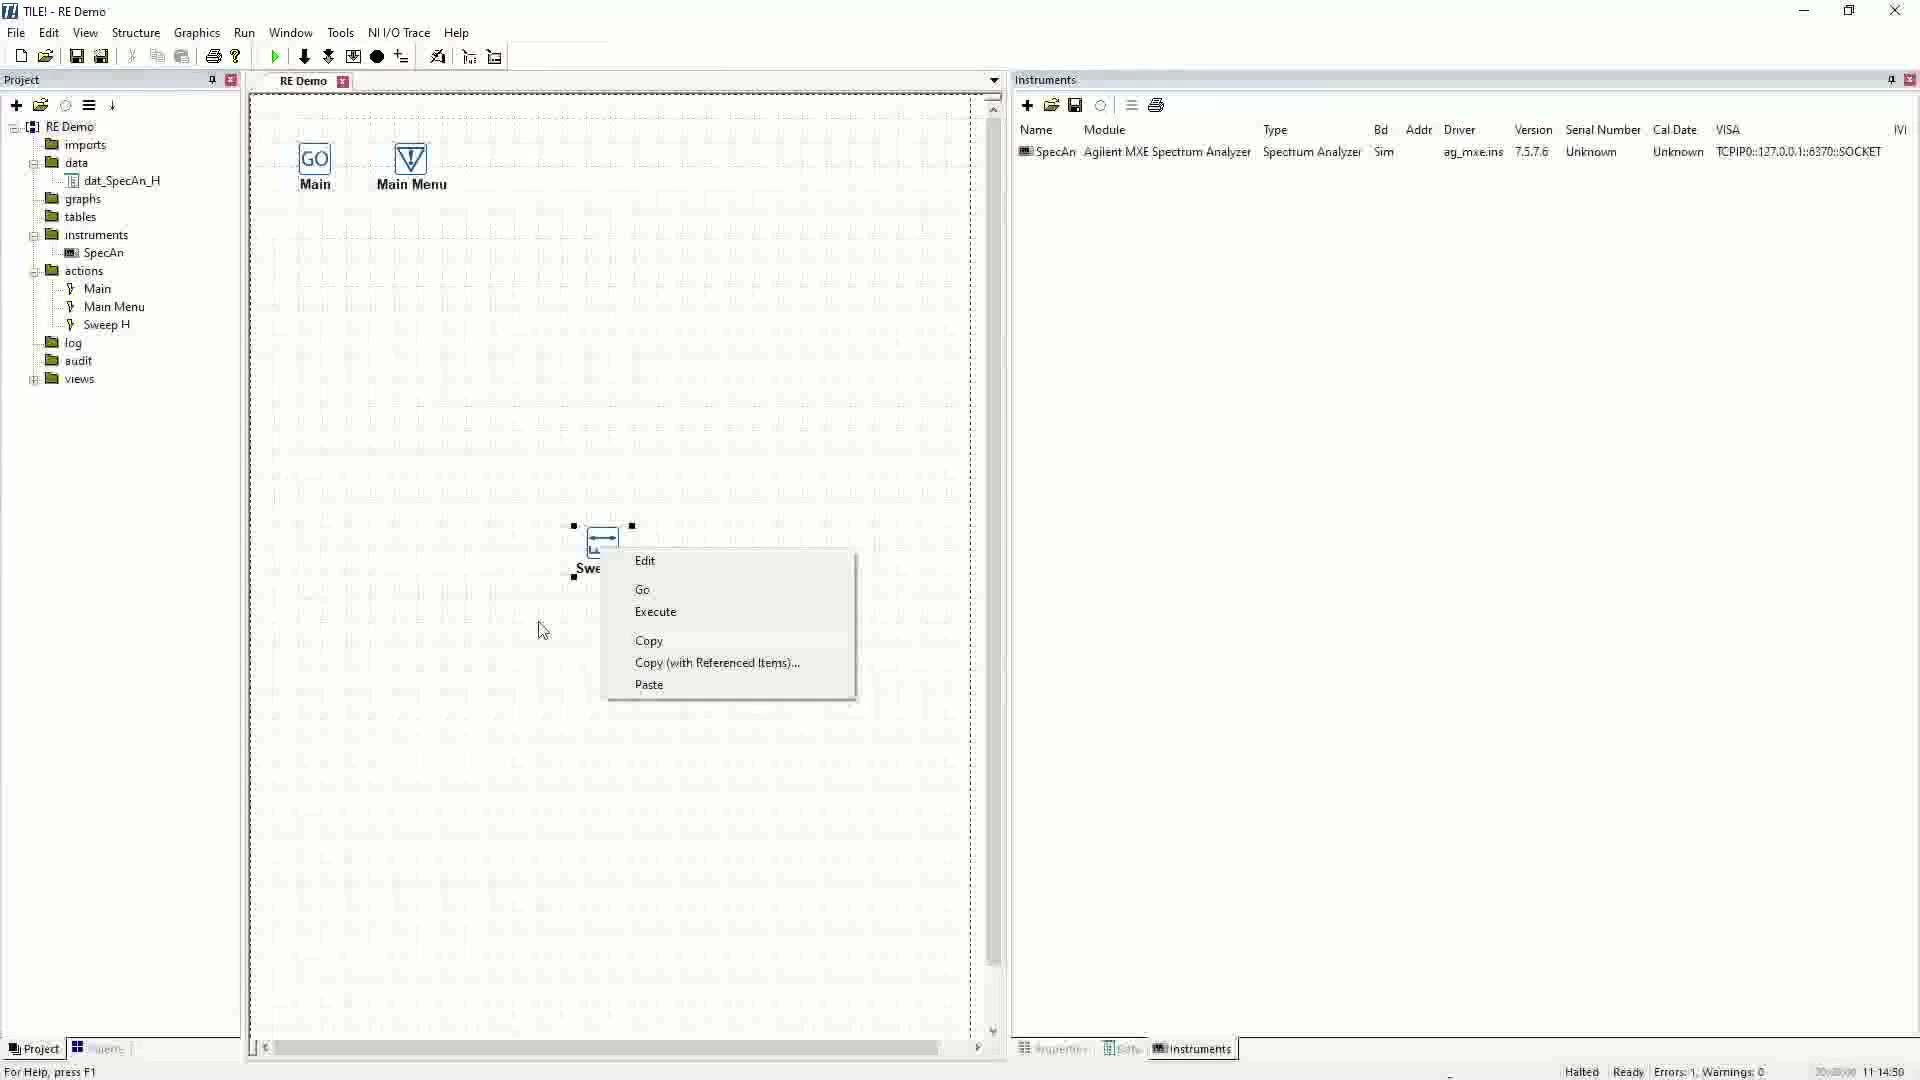 TILE! - RE Demo
File Edit View Structure Graphics Run Window Tools NI I/O Trace Help
Project
RE Demo
Instruments
RE Demo
imports
data
dat_SpecAn_H
graphs
tables
instruments
SpecAn
actions
Main
Main Menu
Sweep H
log
audit
views
GO
Main
Main Menu
Swe
Edit
Go
Execute
Copy
Copy (with Referenced Items)...
Paste
Name Module Type Bd Addr Driver Version Serial Number Cal Date VISA IVI
SpecAn Agilent MXE Spectrum Analyzer Spectrum Analyzer Sim ag_mxe.ins 7.5.7.6 Unknown Unknown TCPIP0::127.0.0.1::6370::SOCKET
Project
Properties Data Instruments
For Help, press F1
Halted Ready Errors: 1, Warnings: 0 11:14:50